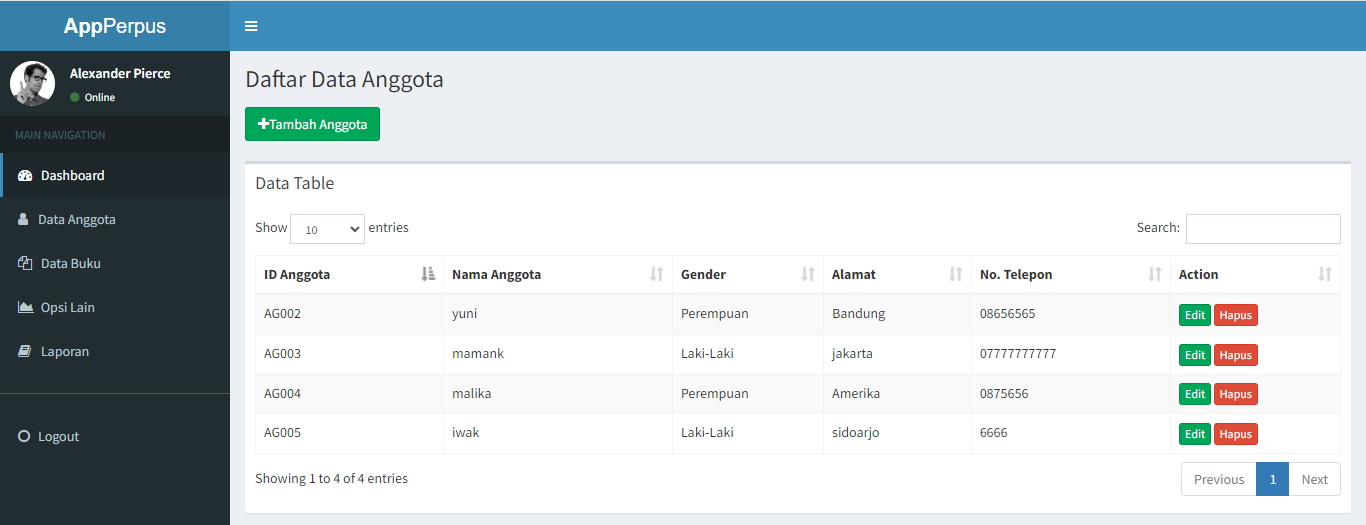 AppPerpus
Alexander Pierce
Online
MAIN NAVIGATION
Dashboard
Data Anggota
Data Buku
Opsi Lain
Laporan
Logout
Daftar Data Anggota
+Tambah Anggota
Data Table
Show 10 entries Search:
ID Anggota Nama Anggota Gender Alamat No. Telepon Action
AG002 yuni Perempuan Bandung 08656565 Edit Hapus
AG003 mamank Laki-Laki jakarta 07777777777 Edit Hapus
AG004 malika Perempuan Amerika 0875656 Edit Hapus
AG005 iwak Laki-Laki sidoarjo 6666 Edit Hapus
Showing 1 to 4 of 4 entries Previous 1 Next